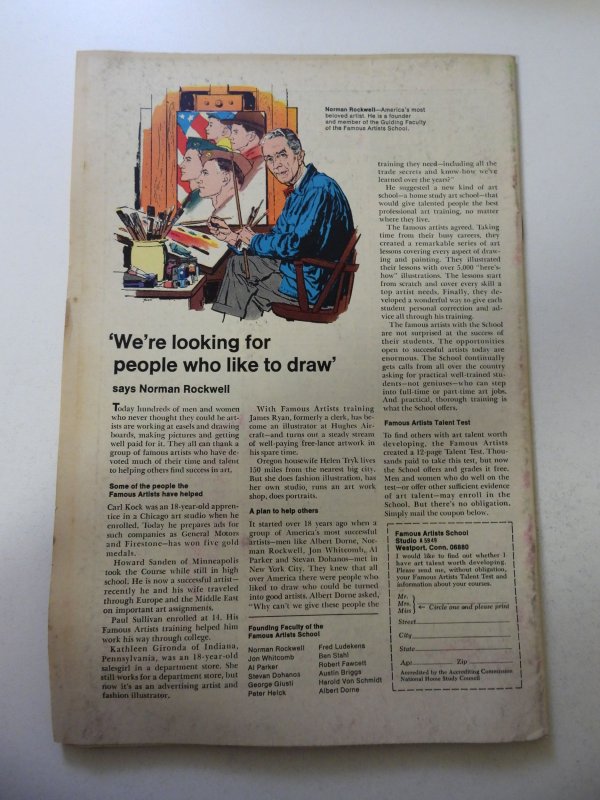 Norman Rockwell—America's most
beloved artist. He is a founder
and member of the Guiding Faculty
of the Famous Artists School.
'We're looking for
people who like to draw'
says Norman Rockwell
Today hundreds of men and women
who never thought they could be art-
ists are working at easels and drawing
boards, making pictures and getting
well paid for it. They all can thank a
group of famous artists who have de-
voted much of their time and talent
to helping others find success in art.
Some of the people the
Famous Artists have helped
Carl Kock was an 18-year-old appren-
tice in a Chicago art studio when he
enrolled. Today he prepares ads for
such companies as General Motors
and Firestone—has won five gold
medals.
Howard Sanden of Minneapolis
took the Course while still in high
school. He is now a successful artist—
recently he and his wife traveled
through Europe and the Middle East
on important art assignments.
Paul Sullivan enrolled at 14. His
Famous Artists training helped him
work his way through college.
Kathleen Gironda of Indiana,
Pennsylvania, was an 18-year-old
salesgirl in a department store. She
still works for a department store, but
now it's as an advertising artist and
fashion illustrator.
With Famous Artists training
James Ryan, formerly a clerk, has be-
come an illustrator at Hughes Air-
craft—and turns out a steady stream
of well-paying free-lance artwork in
his spare time.
Oregon housewife Helen Tryk lives
150 miles from the nearest big city.
But she does fashion illustration, has
her own studio, runs an art work
shop, does portraits.
A plan to help others
It started over 18 years ago when a
group of America's most successful
artists—men like Albert Dorne, Nor-
man Rockwell, Jon Whitcomb, Al
Parker and Stevan Dohanos—met in
New York City. They knew that all
over America there were people who
liked to draw who could be turned
into good artists. Albert Dorne asked,
"Why can't we give these people the
Founding Faculty of the
Famous Artists School
Norman Rockwell
Jon Whitcomb
Al Parker
Stevan Dohanos
George Giusti
Peter Helck
Fred Ludekens
Ben Stahl
Robert Fawcett
Austin Briggs
Harold Von Schmidt
Albert Dorne
training they need—including all the
trade secrets and know-how we've
learned over the years?"
He suggested a new kind of art
school—a home study art school—that
would give talented people the best
professional art training, no matter
where they live.
The famous artists agreed. Taking
time from their busy careers, they
created a remarkable series of art
lessons covering every aspect of draw-
ing and painting. They illustrated
their lessons with over 5,000 "here's-
how" illustrations. The lessons start
from scratch and cover every skill a
top artist needs. Finally, they de-
veloped a wonderful way to give each
student personal correction and ad-
vice all through his training.
The famous artists with the School
are not surprised at the success of
their students. The opportunities
open to successful artists today are
enormous. The School continually
gets calls from all over the country
asking for practical well-trained stu-
dents—not geniuses—who can step
into full-time or part-time art jobs.
And practical, thorough training is
what the School offers.
Famous Artists Talent Test
To find others with art talent worth
developing, the Famous Artists
created a 12-page Talent Test. Thou-
sands paid to take this test, but now
the School offers and grades it free.
Men and women who do well on the
test—or offer other sufficient evidence
of art talent—may enroll in the
School. But there's no obligation.
Simply mail the coupon below.
Famous Artists School
Studio
Westport, Conn. 06880
I would like to find out whether I
have art talent worth developing.
Please send me, without obligation,
your Famous Artists Talent Test and
information about your courses.
Mr.
Mrs.
Miss
Circle one and please print
Street
City
State
Age Zip
Accredited by the Accrediting Commission
National Home Study Council